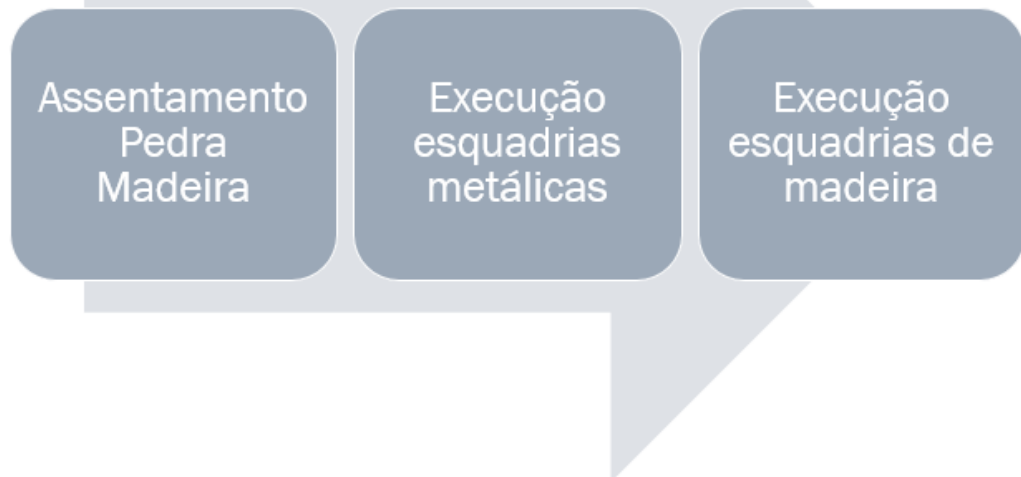 Assentamento
Pedra
Madeira
Execução
esquadrias
metálicas
Execução
esquadrias de
madeira